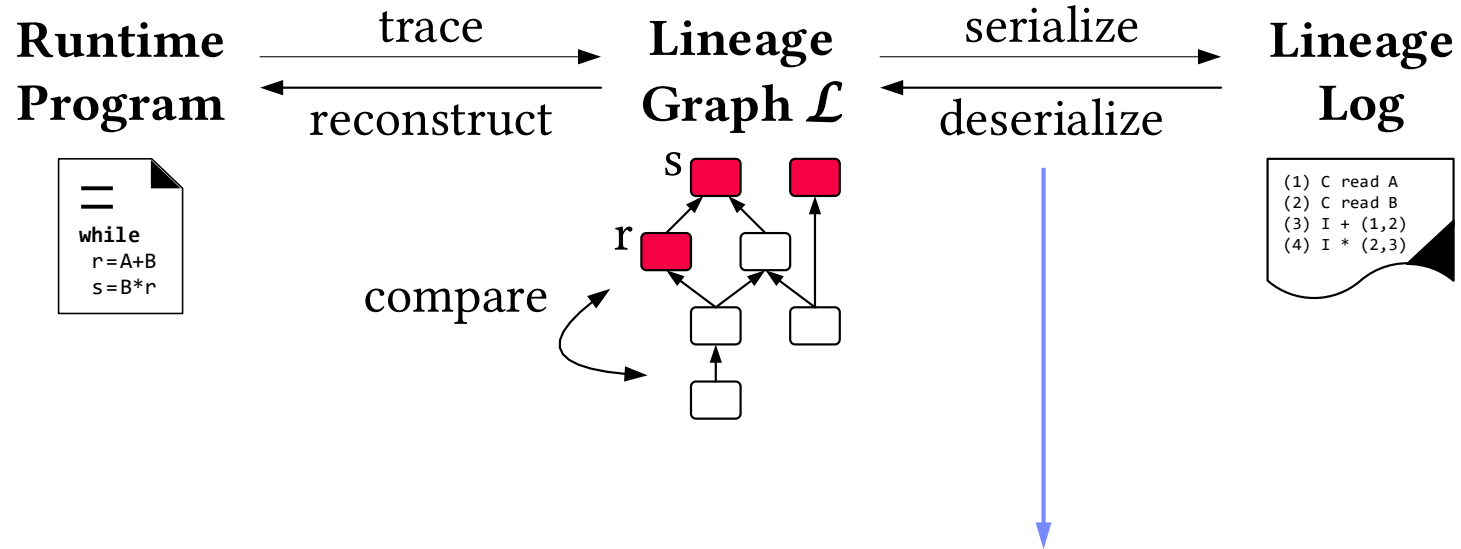 Runtime
Program
trace
reconstruct
Lineage
Graph ℒ
serialize
deserialize
Lineage
Log
while
r=A+B
s=B*r
s
r
compare
(1) C read A
(2) C read B
(3) I + (1,2)
(4) I * (2,3)